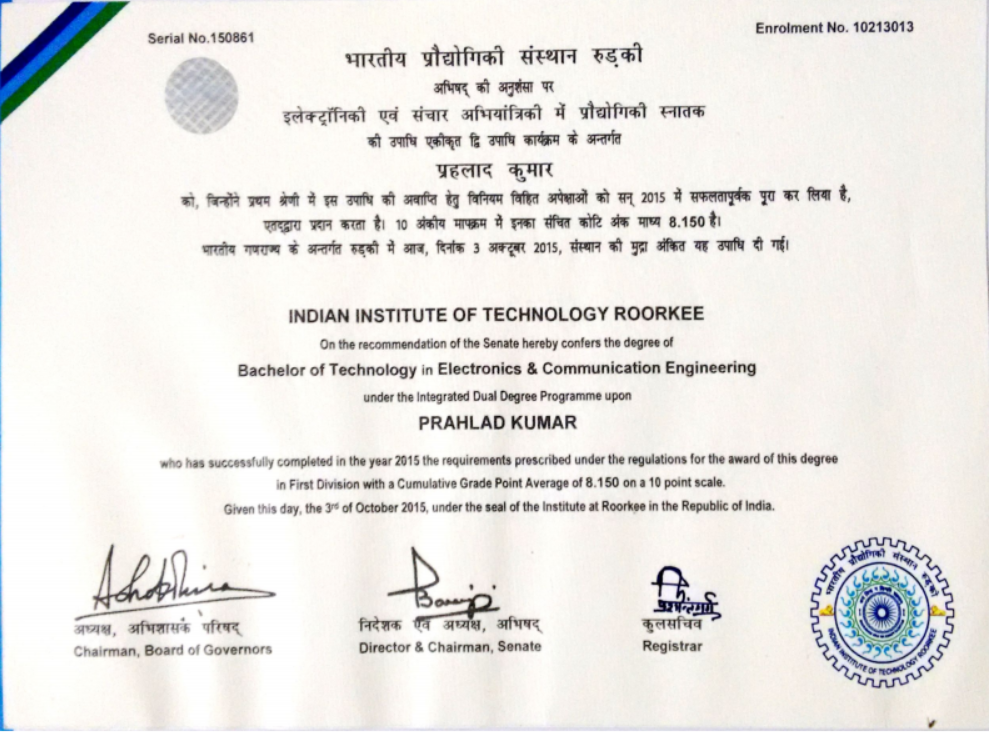 Serial No.150861
Enrolment No. 10213013
भारतीय प्रौद्योगिकी संस्थान रुड़की
अभिषद् की अनुशंसा पर
इलेक्ट्रॉनिकी एवं संचार अभियांत्रिकी में प्रौद्योगिकी स्नातक
की उपाधि एकीकृत द्वि उपाधि कार्यक्रम के अन्तर्गत
प्रहलाद कुमार
को, जिन्होंने प्रथम श्रेणी में इस उपाधि की अवाप्ति हेतु विनियम विहित अपेक्षाओं को सन् 2015 में सफलतापूर्वक पूरा कर लिया है,
एतद्द्वारा प्रदान करता है। 10 अंकीय मापक्रम में इनका संचित कोटि अंक माध्य 8.150 है।
भारतीय गणराज्य के अन्तर्गत रुड़की में आज, दिनांक 3 अक्टूबर 2015, संस्थान की मुद्रा अंकित यह उपाधि दी गई।
INDIAN INSTITUTE OF TECHNOLOGY ROORKEE
On the recommendation of the Senate hereby confers the degree of
Bachelor of Technology in Electronics & Communication Engineering
under the Integrated Dual Degree Programme upon
PRAHLAD KUMAR
who has successfully completed in the year 2015 the requirements prescribed under the regulations for the award of this degree
in First Division with a Cumulative Grade Point Average of 8.150 on a 10 point scale.
Given this day, the 3rd of October 2015, under the seal of the Institute at Roorkee in the Republic of India.
अध्यक्ष, अभिशासक परिषद्
Chairman, Board of Governors
निदेशक एवं अध्यक्ष, अभिषद्
Director & Chairman, Senate
कुलसचिव
Registrar
भारतीय प्रौद्योगिकी संस्थान रुड़की
INDIAN INSTITUTE OF TECHNOLOGY ROORKEE